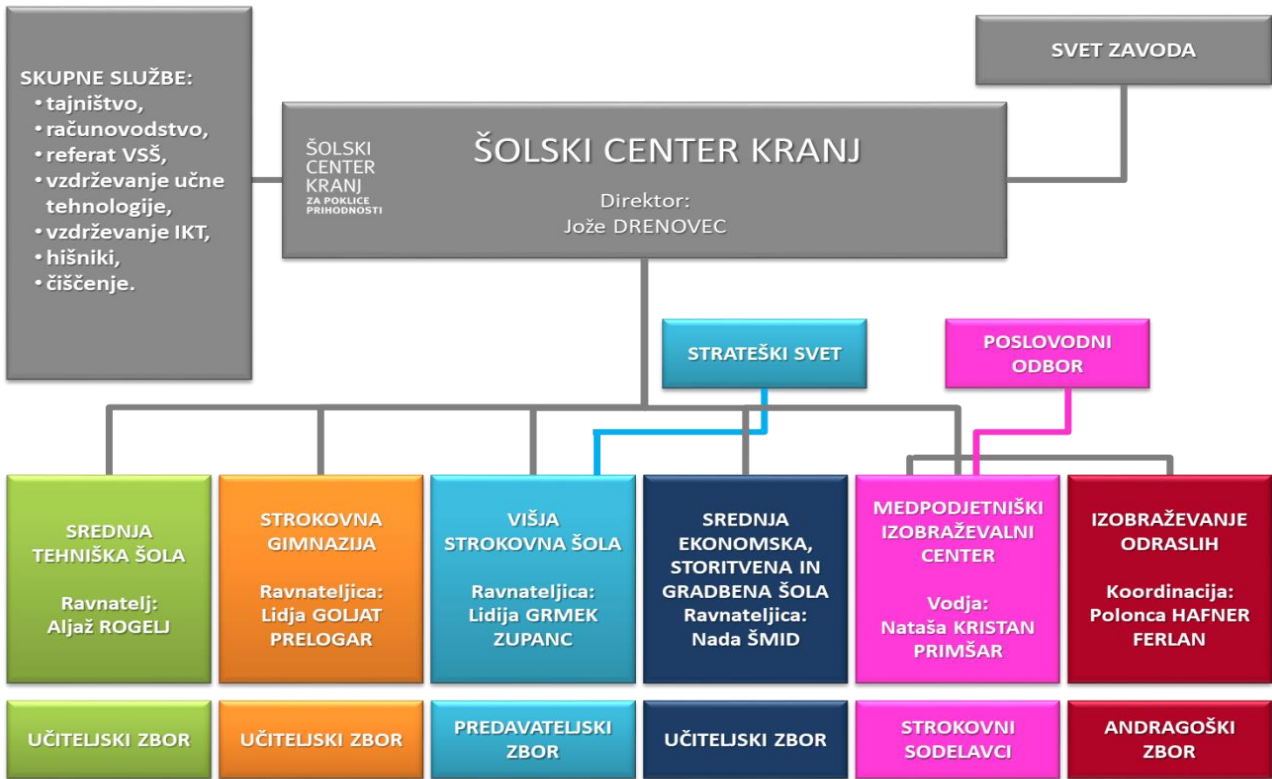 SKUPNE SLUŽBE:
• tajništvo,
• računovodstvo,
• referat VSŠ,
• vzdrževanje učne
tehnologije,
• vzdrževanje IKT,
• hišniki,
• čiščenje.
SVET ZAVODA
ŠOLSKI
CENTER
KRANJ
ZA POKLICE
PRIHODNOSTI
ŠOLSKI CENTER KRANJ
Direktor:
Jože DRENOVEC
STRATEŠKI SVET
POSLOVODNI
ODBOR
SREDNJA
TEHNIŠKA ŠOLA
Ravnatelj:
Aljaž ROGELJ
STROKOVNA
GIMNAZIJA
Ravnateljica:
Lidja GOLJAT
PRELOGAR
VIŠJA
STROKOVNA ŠOLA
Ravnateljica:
Lidija GRMEK
ZUPANC
SREDNJA
EKONOMSKA,
STORITVENA IN
GRADBENA ŠOLA
Ravnateljica:
Nada ŠMID
MEDPODJETNIŠKI
IZOBRAŽEVALNI
CENTER
Vodja:
Nataša KRISTAN
PRIMŠAR
IZOBRAŽEVANJE
ODRASLIH
Koordinacija:
Polonca HAFNER
FERLAN
UČITELJSKI ZBOR
UČITELJSKI ZBOR
PREDAVATELJSKI
ZBOR
UČITELJSKI ZBOR
STROKOVNI
SODELAVCI
ANDRAGOŠKI
ZBOR